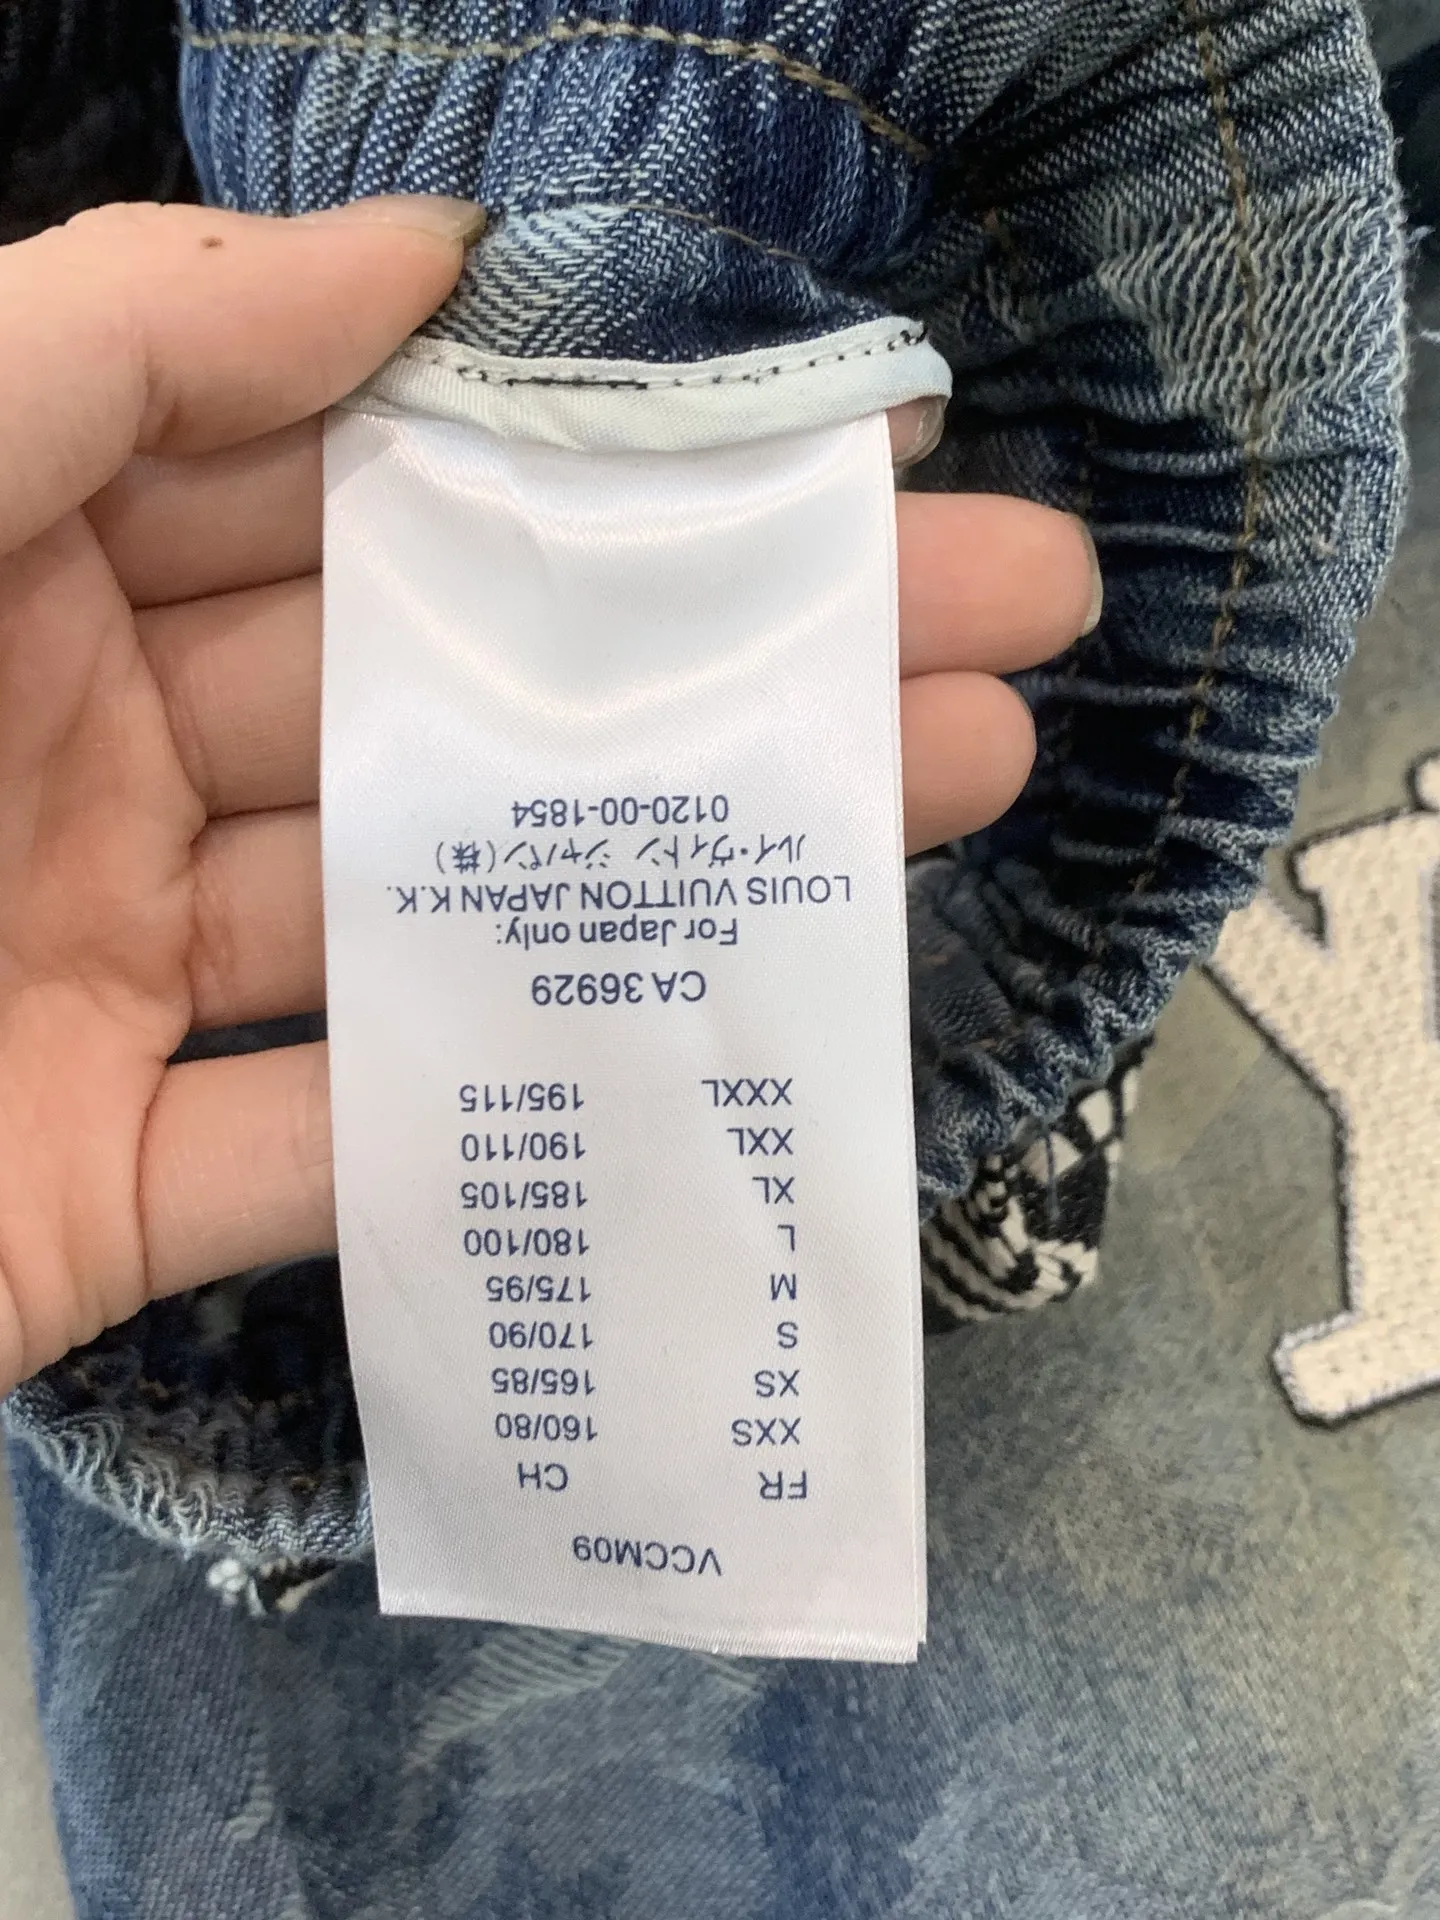 VCCM09
FR CH
XXS 160/80
XS 165/85
S 170/90
M 175/95
L 180/100
XL 185/105
XXL 190/110
XXXL 195/115
CA 36929
For Japan only:
LOUIS VUITTON JAPAN K.K.
ルイ・ヴィトン ジャパン(株)
0120-00-1854